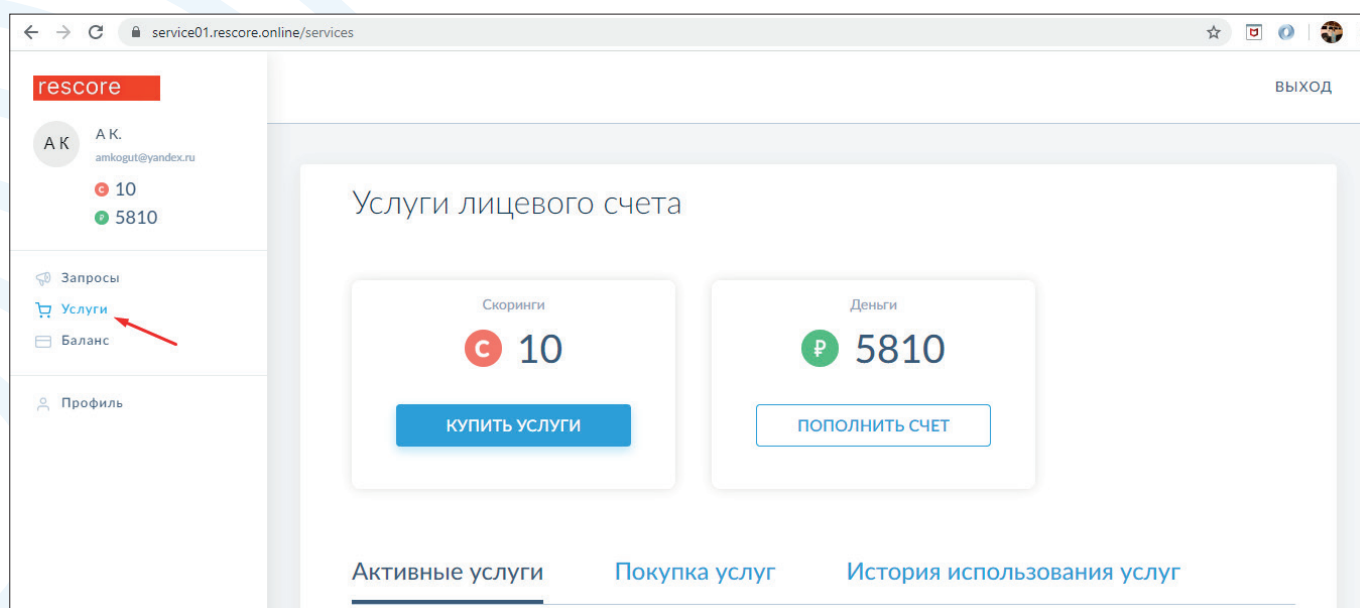 service01.rescore.online/services
rescore
ВЫХОД
А К
А К.
amkogut@yandex.ru
С 10
₽ 5810
Запросы
Услуги
Баланс
Профиль
Услуги лицевого счета
Скоринги
С 10
КУПИТЬ УСЛУГИ
Деньги
₽ 5810
ПОПОЛНИТЬ СЧЕТ
Активные услуги Покупка услуг История использования услуг